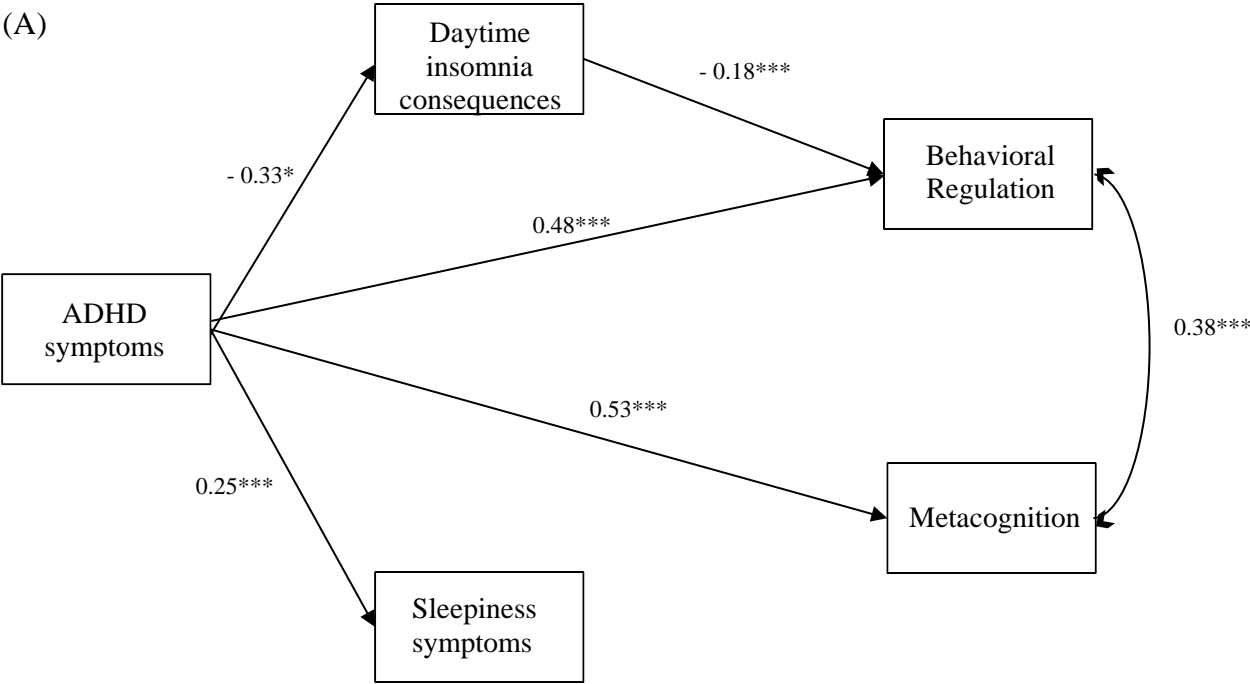 (A)
Daytime
insomnia
consequences
- 0.18***
Behavioral
Regulation
- 0.33*
0.48***
ADHD
symptoms
0.38***
0.53***
0.25***
Metacognition
Sleepiness
symptoms